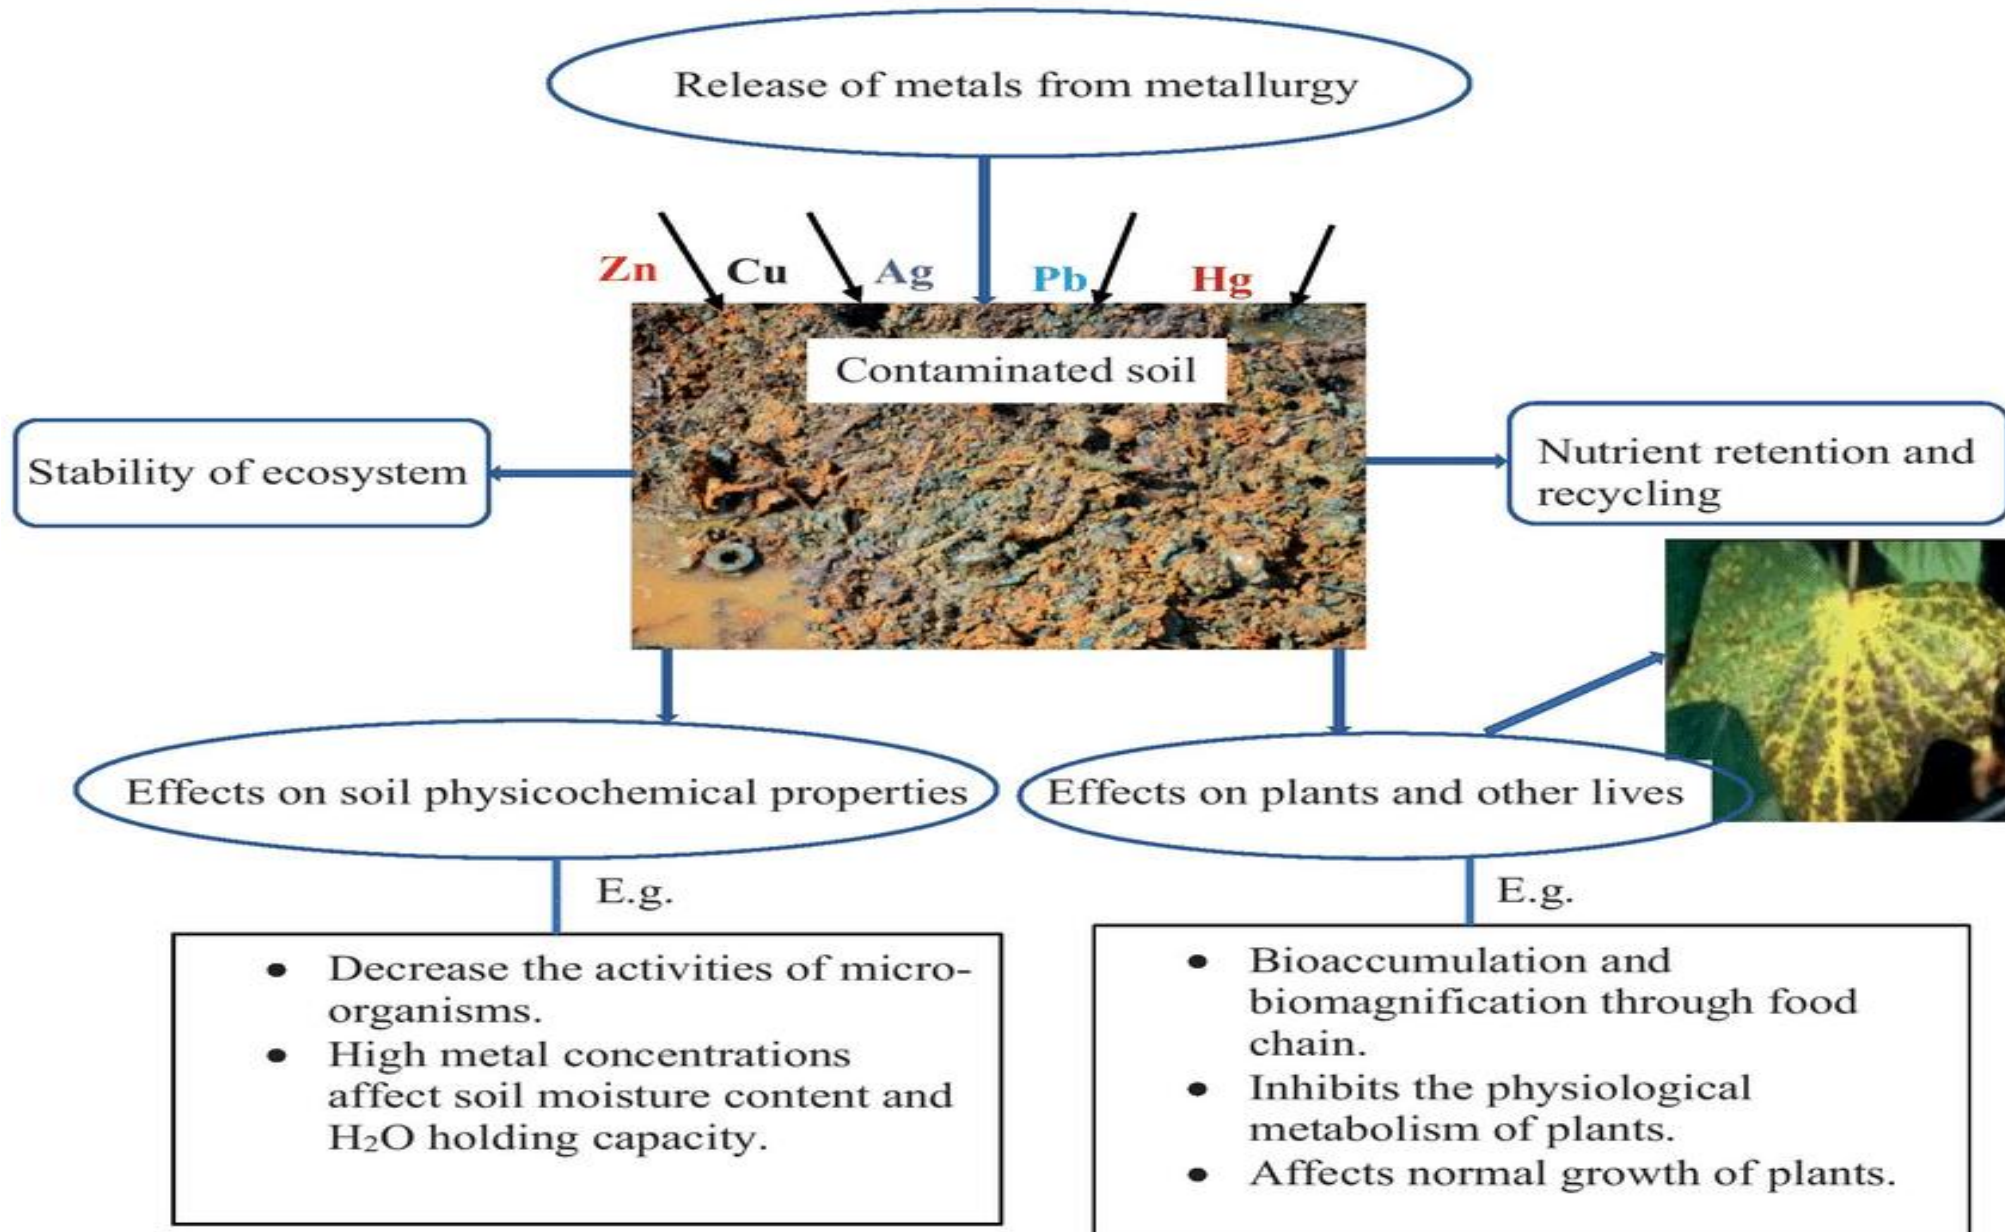 Release of metals from metallurgy
Zn Cu Ag Pb Hg
Contaminated soil
Stability of ecosystem
Nutrient retention and
recycling
Effects on soil physicochemical properties
Effects on plants and other lives
E.g.
E.g.
• Decrease the activities of micro-
organisms.
• High metal concentrations
affect soil moisture content and
H₂O holding capacity.
• Bioaccumulation and
biomagnification through food
chain.
• Inhibits the physiological
metabolism of plants.
• Affects normal growth of plants.